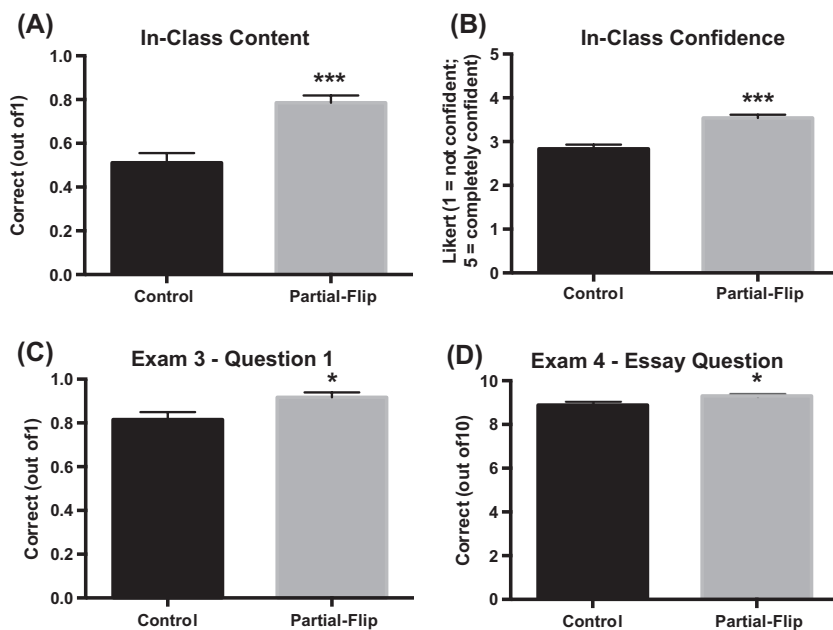 (A)
In-Class Content
Correct (out of1)
1.0
0.8
0.6
0.4
0.2
0.0
***
Control
Partial-Flip
(B)
In-Class Confidence
Likert (1 = not confident;
5 = completely confident)
5
4
3
2
1
0
***
Control
Partial-Flip
(C)
Exam 3 - Question 1
Correct (out of1)
1.0
0.8
0.6
0.4
0.2
0.0
*
Control
Partial-Flip
(D)
Exam 4 - Essay Question
Correct (out of10)
10
8
6
4
2
0
*
Control
Partial-Flip